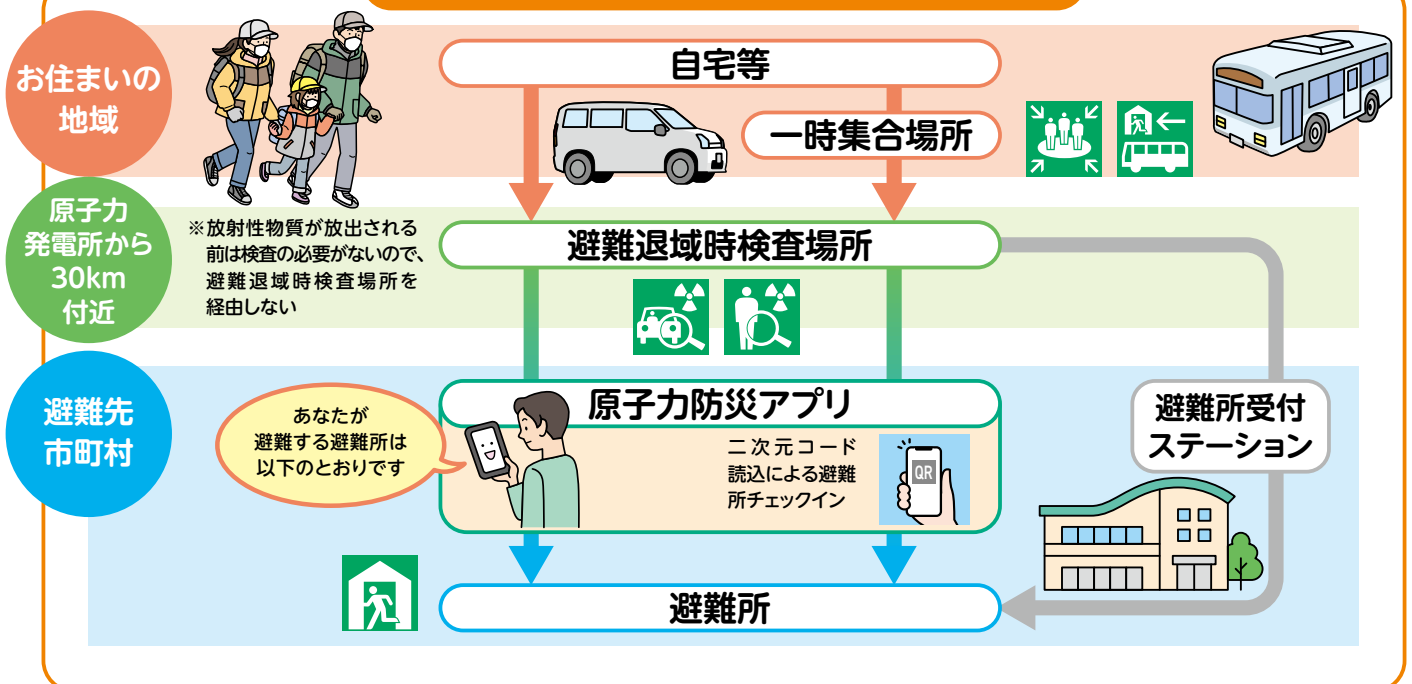 お住まいの
地域
自宅等
一時集合場所
原子力
発電所から
30km
付近
※放射性物質が放出される
前は検査の必要がないので、
避難退域時検査場所を
経由しない
避難退域時検査場所
避難先
市町村
あなたが
避難する避難所は
以下のとおりです
原子力防災アプリ
二次元コード
読込による避難
所チェックイン
QR
避難所受付
ステーション
避難所